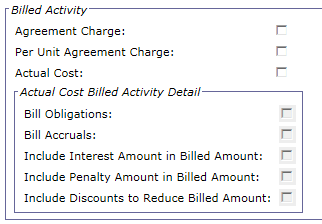 Billed Activity
Agreement Charge:
Per Unit Agreement Charge:
Actual Cost:
Actual Cost Billed Activity Detail
Bill Obligations:
Bill Accruals:
Include Interest Amount in Billed Amount:
Include Penalty Amount in Billed Amount:
Include Discounts to Reduce Billed Amount: